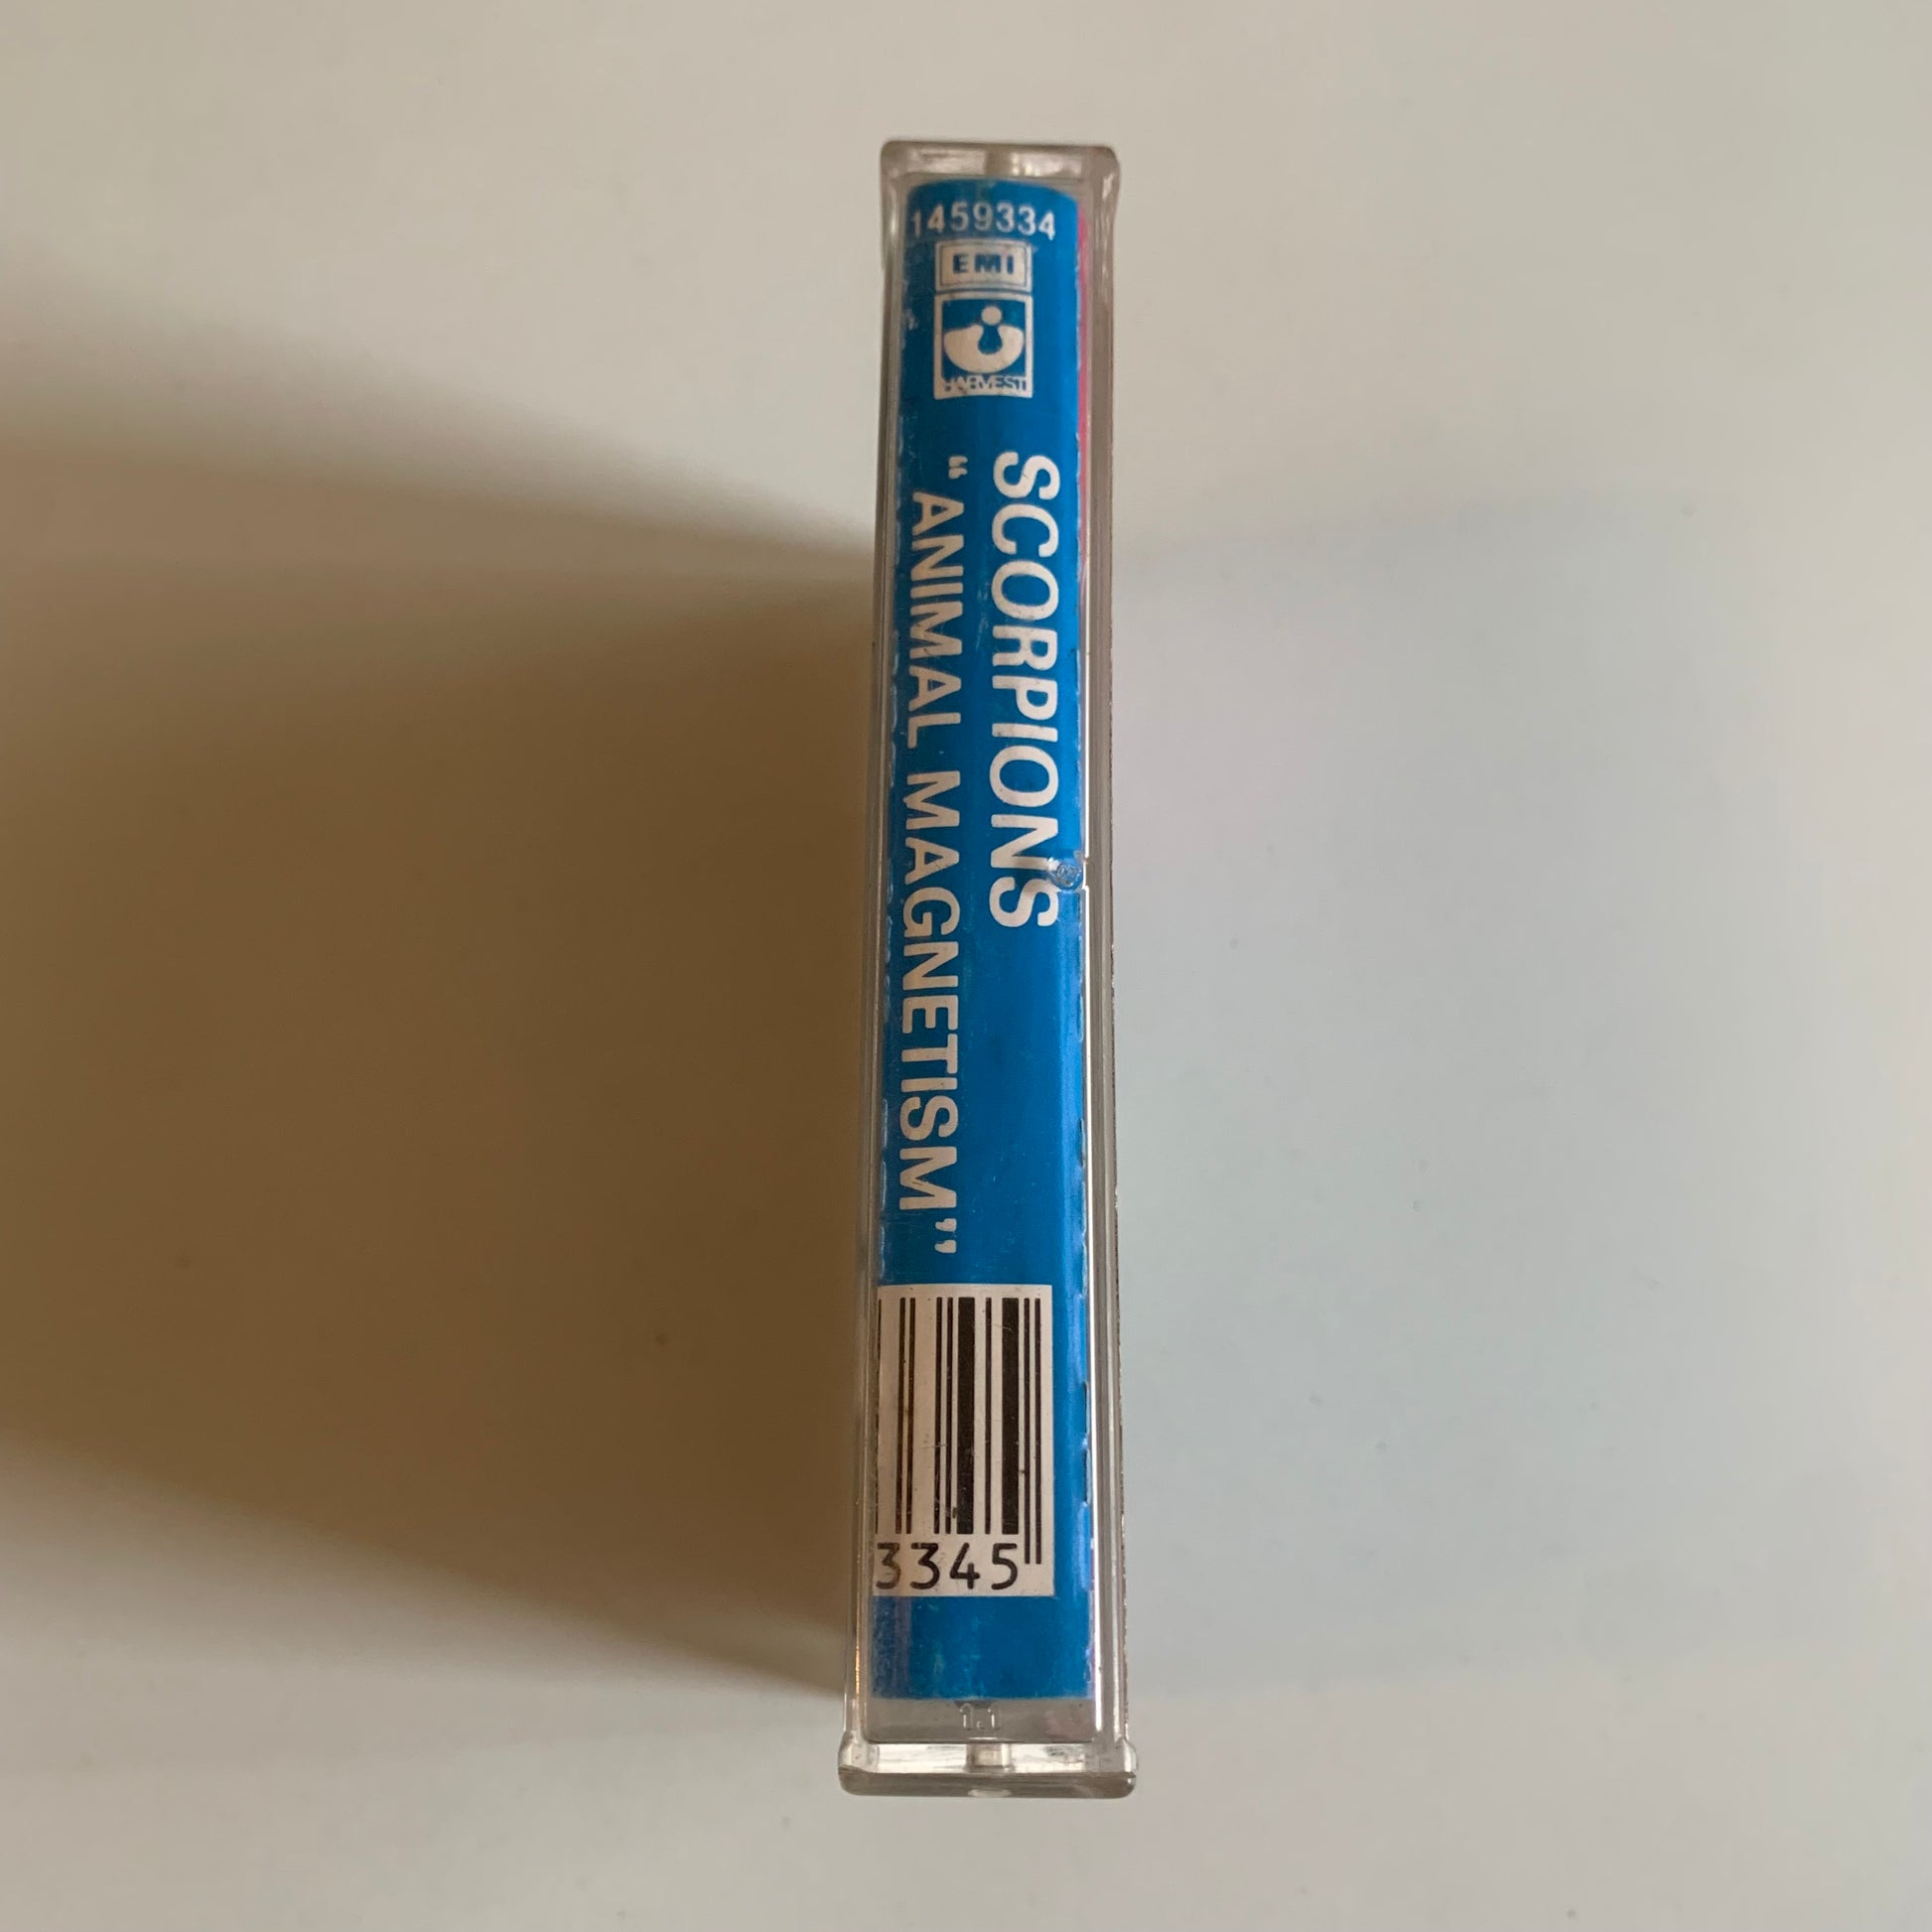 1459334
EMI
HARVEST
SCORPIONS
“ANIMAL MAGNETISM”
3345